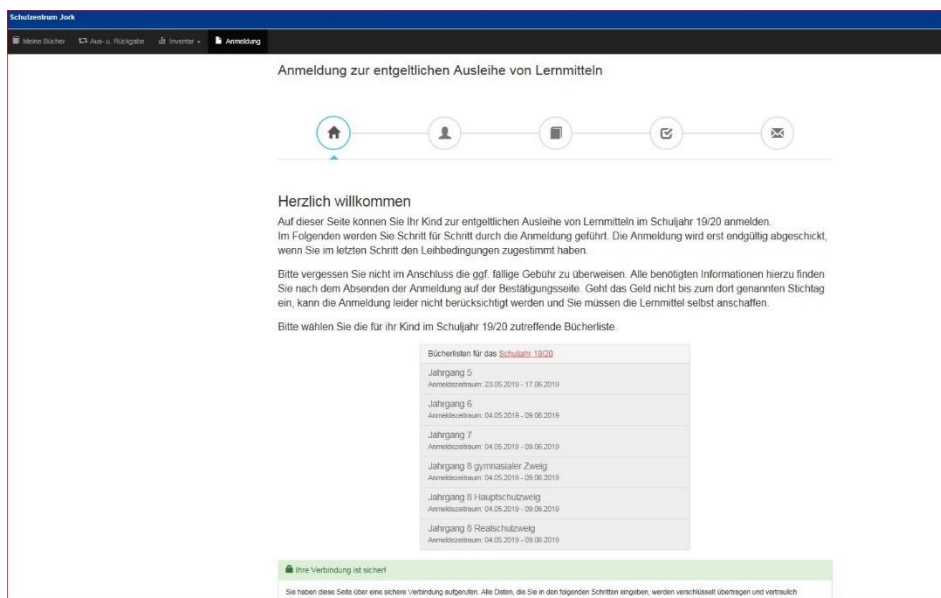 Schulzentrum Jork
Meine Bücher Aus- u. Rückgabe Inventar Anmeldung
Anmeldung zur entgeltlichen Ausleihe von Lernmitteln
Herzlich willkommen
Auf dieser Seite können Sie Ihr Kind zur entgeltlichen Ausleihe von Lernmitteln im Schuljahr 19/20 anmelden.
Im Folgenden werden Sie Schritt für Schritt durch die Anmeldung geführt. Die Anmeldung wird erst endgültig abgeschickt,
wenn Sie im letzten Schritt den Leihbedingungen zugestimmt haben.
Bitte vergessen Sie nicht im Anschluss die ggf. fällige Gebühr zu überweisen. Alle benötigten Informationen hierzu finden
Sie nach dem Absenden der Anmeldung auf der Bestätigungsseite. Geht das Geld nicht bis zum dort genannten Stichtag
ein, kann die Anmeldung leider nicht berücksichtigt werden und Sie müssen die Lernmittel selbst anschaffen.
Bitte wählen Sie die für ihr Kind im Schuljahr 19/20 zutreffende Bücherliste.
Bücherlisten für das Schuljahr 19/20
Jahrgang 5
Anmeldezeitraum: 23.05.2019 - 17.06.2019
Jahrgang 6
Anmeldezeitraum: 04.05.2019 - 09.06.2019
Jahrgang 7
Anmeldezeitraum: 04.05.2019 - 09.06.2019
Jahrgang 8 gymnasialer Zweig
Anmeldezeitraum: 04.05.2019 - 09.06.2019
Jahrgang 8 Hauptschulzweig
Anmeldezeitraum: 04.05.2019 - 09.06.2019
Jahrgang 8 Realschulzweig
Anmeldezeitraum: 04.05.2019 - 09.06.2019
Ihre Verbindung ist sicher!
Sie haben diese Seite über eine sichere Verbindung aufgerufen. Alle Daten, die Sie in den folgenden Schritten eingeben, werden verschlüsselt übertragen und vertraulich